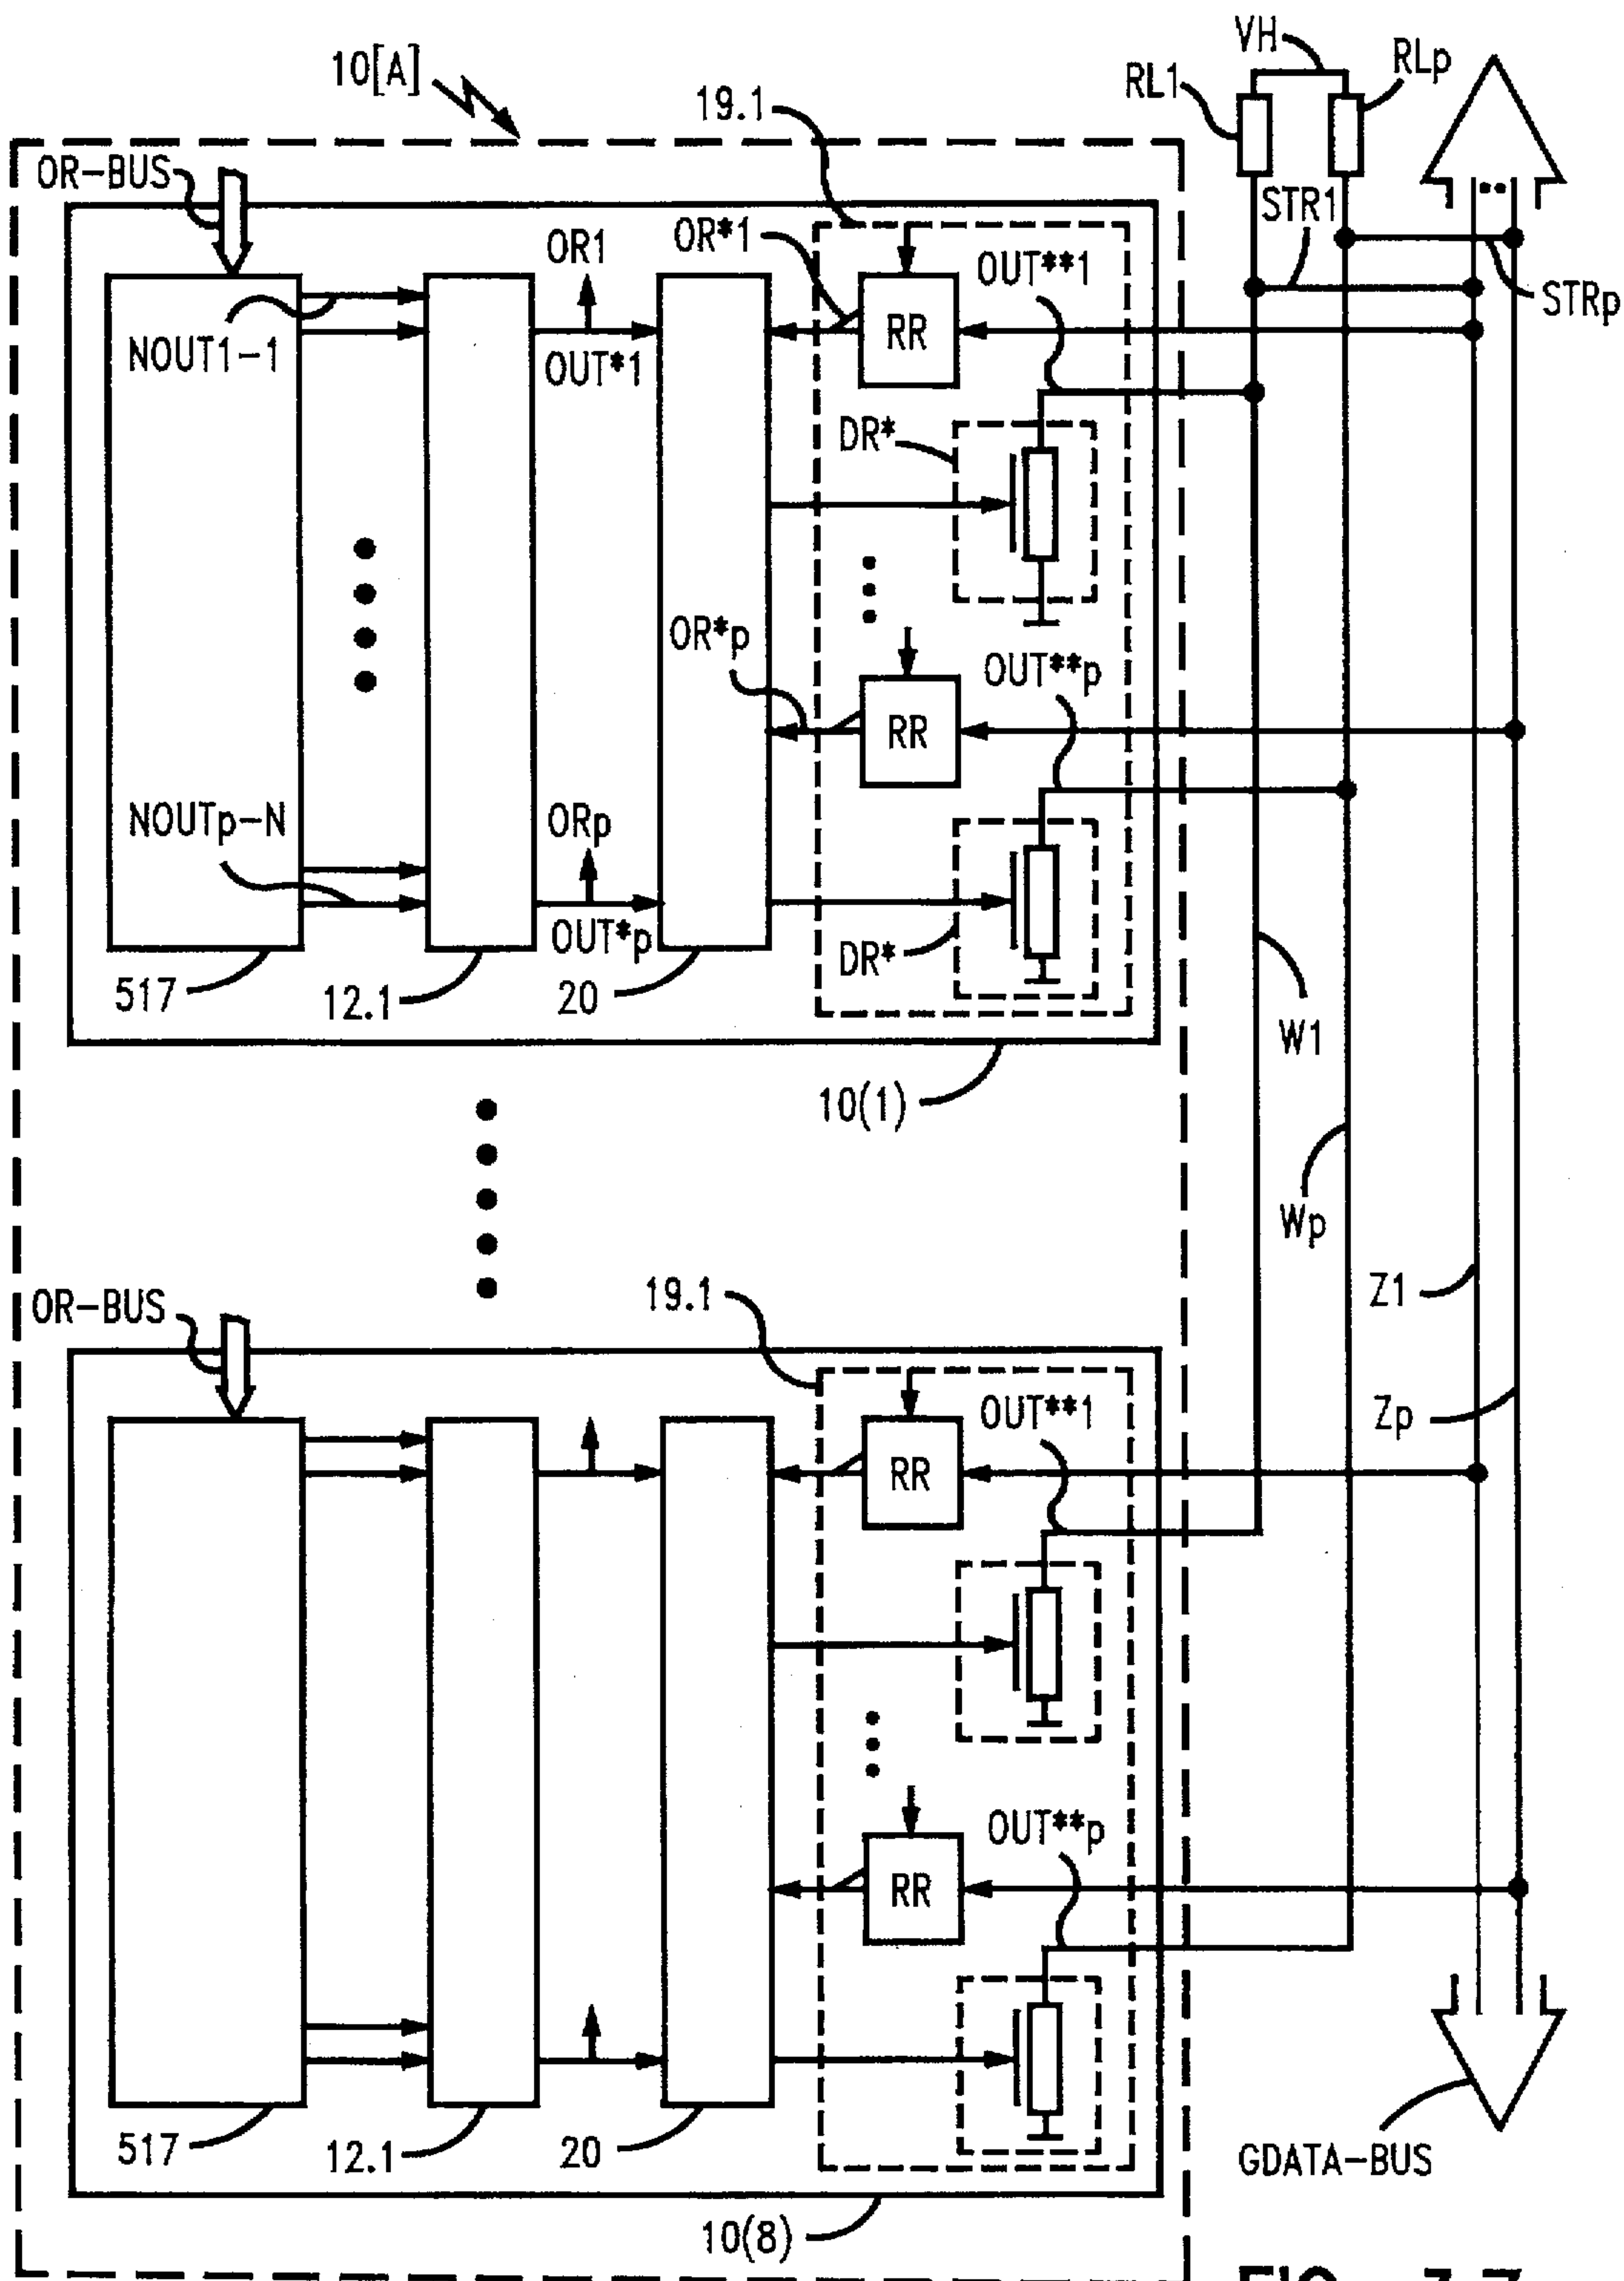 VH
RL1
RLp
10[A]
19.1
OR-BUS
OR1
OR*1
OUT**1
STR1
STRp
NOUT1-1
OUT*1
RR
DR*
OR*p
OUT**p
RR
NOUTp-N
ORp
OUT*p
DR*
517
12.1
20
W1
10(1)
Wp
Z1
OR-BUS
19.1
Zp
OUT**1
RR
OUT**p
RR
517
12.1
20
GDATA-BUS
10(8)